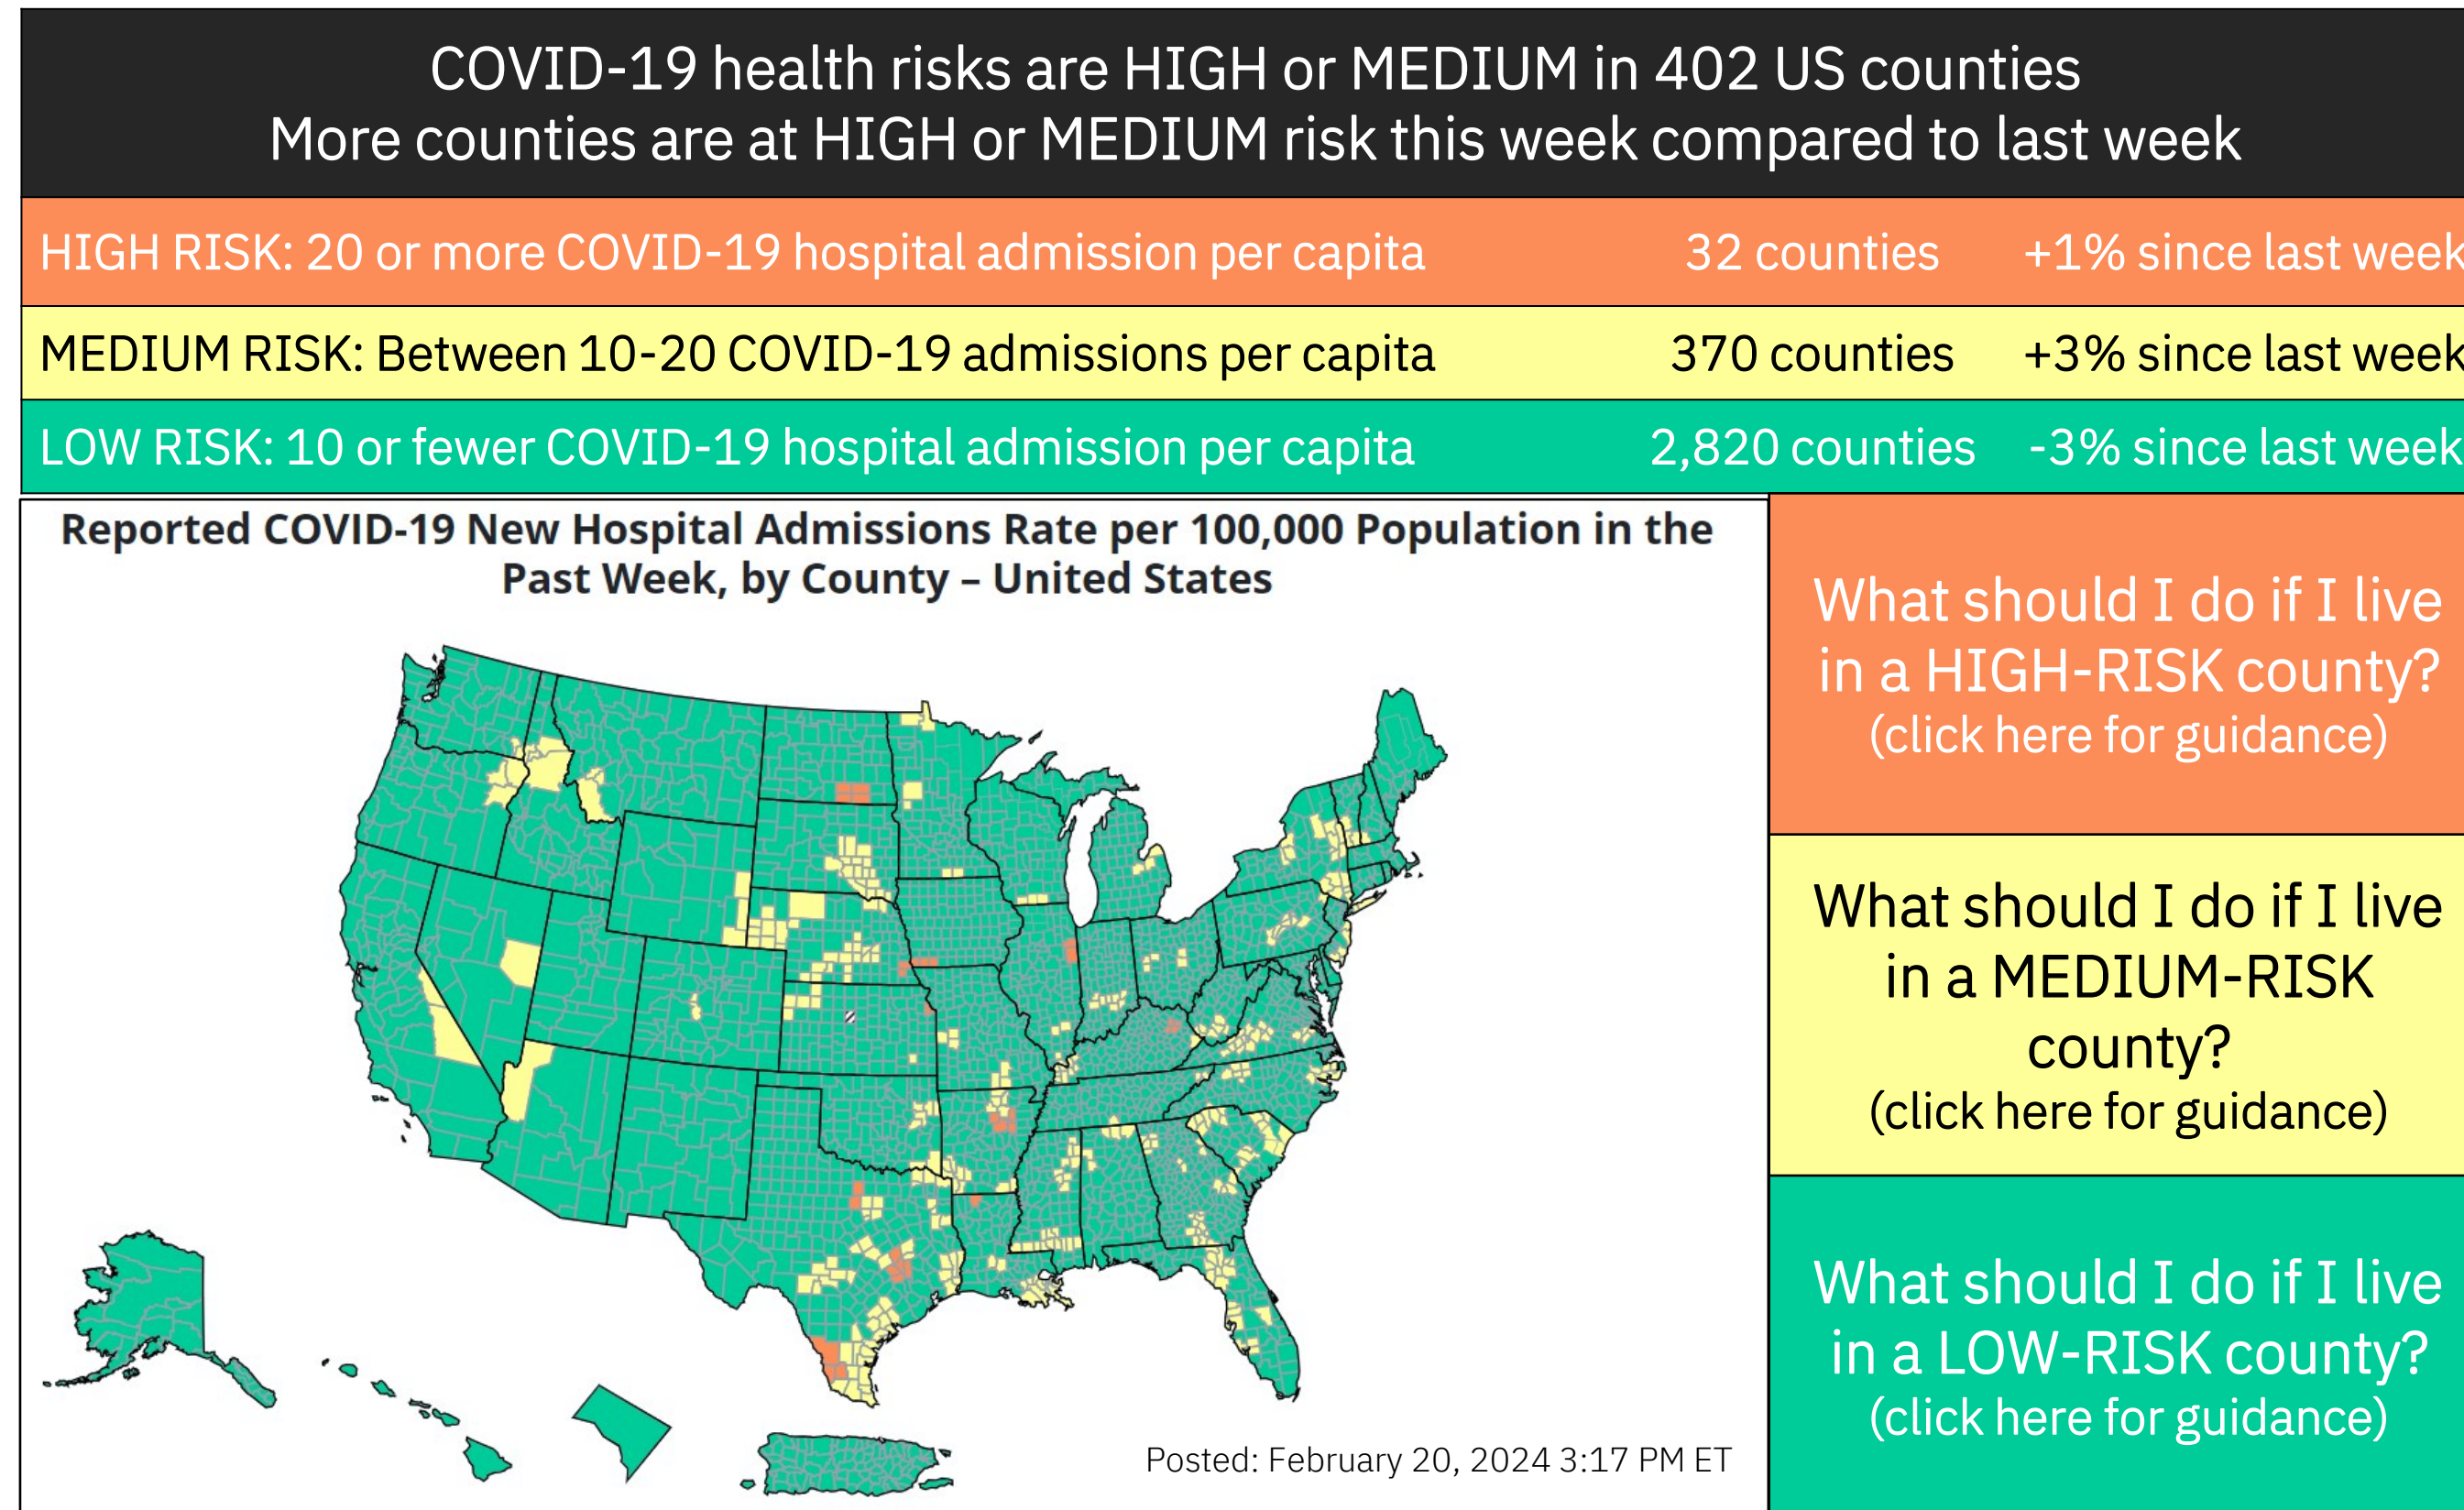 COVID-19 health risks are HIGH or MEDIUM in 402 US counties
More counties are at HIGH or MEDIUM risk this week compared to last week
HIGH RISK: 20 or more COVID-19 hospital admission per capita 32 counties +1% since last week
MEDIUM RISK: Between 10-20 COVID-19 admissions per capita 370 counties +3% since last week
LOW RISK: 10 or fewer COVID-19 hospital admission per capita 2,820 counties -3% since last week
Reported COVID-19 New Hospital Admissions Rate per 100,000 Population in the
Past Week, by County – United States
Posted: February 20, 2024 3:17 PM ET
What should I do if I live
in a HIGH-RISK county?
(click here for guidance)
What should I do if I live
in a MEDIUM-RISK
county?
(click here for guidance)
What should I do if I live
in a LOW-RISK county?
(click here for guidance)